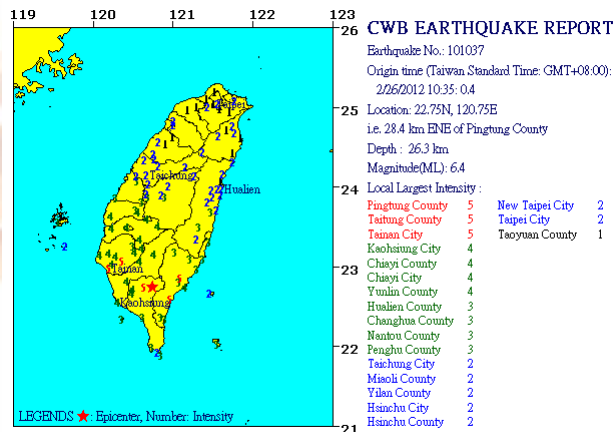 119 120 121 122 123
26
25
24
23
22
21
Taipei
Taichung
Hualien
Tainan
Kaohsiung
LEGENDS ★: Epicenter, Number: Intensity
CWB EARTHQUAKE REPORT
Earthquake No.: 101037
Origin time (Taiwan Standard Time: GMT+08:00):
2/26/2012 10:35: 0.4
Location: 22.75N, 120.75E
i.e. 28.4 km ENE of Pingtung County
Depth : 26.3 km
Magnitude(ML): 6.4
Local Largest Intensity :
Pingtung County 5 New Taipei City 2
Taitung County 5 Taipei City 2
Tainan City 5 Taoyuan County 1
Kaohsiung City 4
Chiayi County 4
Chiayi City 4
Yunlin County 4
Hualien County 3
Changhua County 3
Nantou County 3
Penghu County 3
Taichung City 2
Miaoli County 2
Yilan County 2
Hsinchu City 2
Hsinchu County 2